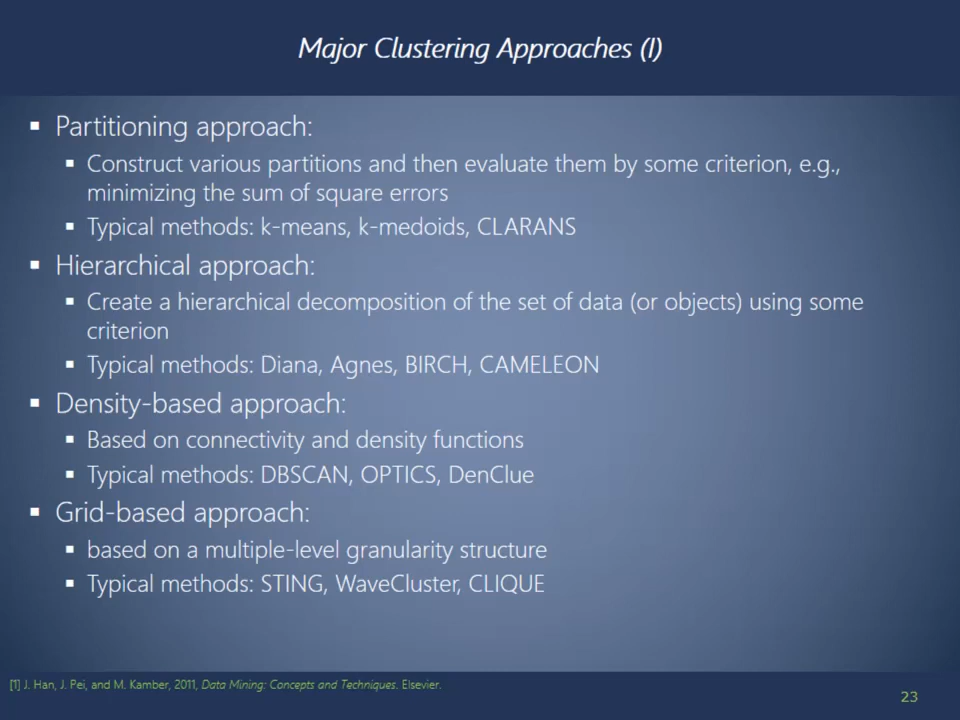 Major Clustering Approaches (I)
▪ Partitioning approach:
▪ Construct various partitions and then evaluate them by some criterion, e.g.,
minimizing the sum of square errors
▪ Typical methods: k-means, k-medoids, CLARANS
▪ Hierarchical approach:
▪ Create a hierarchical decomposition of the set of data (or objects) using some
criterion
▪ Typical methods: Diana, Agnes, BIRCH, CAMELEON
▪ Density-based approach:
▪ Based on connectivity and density functions
▪ Typical methods: DBSCAN, OPTICS, DenClue
▪ Grid-based approach:
▪ based on a multiple-level granularity structure
▪ Typical methods: STING, WaveCluster, CLIQUE
[1] J. Han, J. Pei, and M. Kamber, 2011, Data Mining: Concepts and Techniques. Elsevier.
23